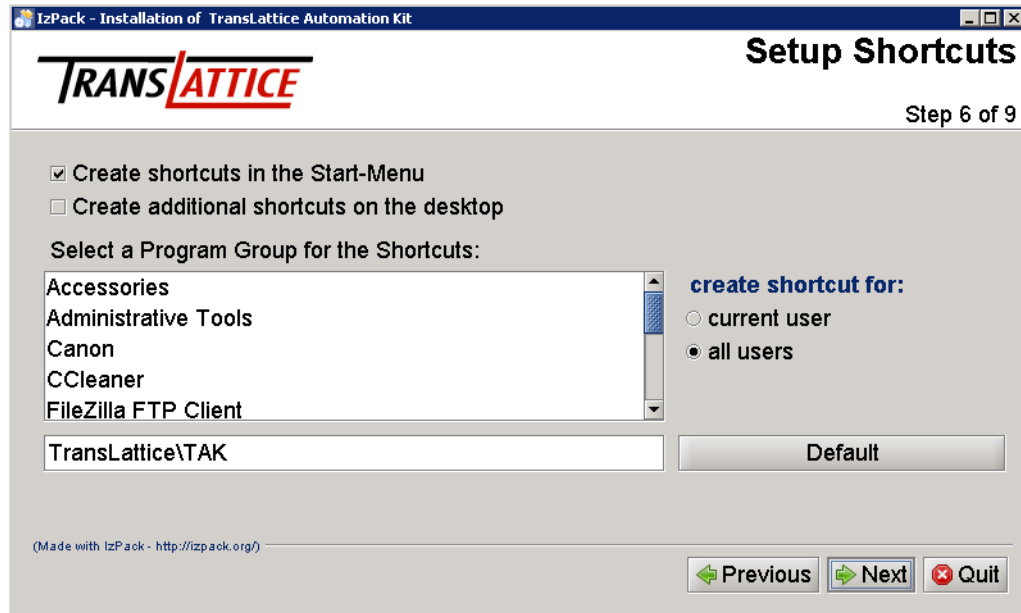 IzPack - Installation of TransLattice Automation Kit
TRANSLATTICE
Setup Shortcuts
Step 6 of 9
Create shortcuts in the Start-Menu
Create additional shortcuts on the desktop
Select a Program Group for the Shortcuts:
Accessories
Administrative Tools
Canon
CCleaner
FileZilla FTP Client
create shortcut for:
current user
all users
TransLattice\TAK
Default
(Made with IzPack - http://izpack.org/)
Previous
Next
Quit